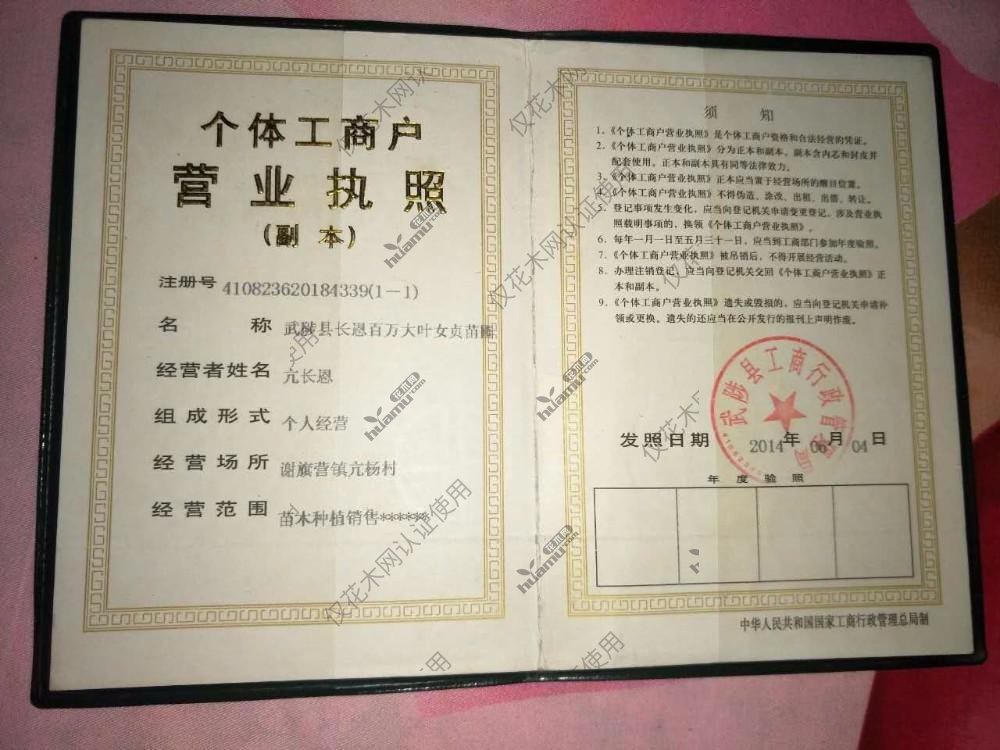 个体工商户
营业执照
(副本)
注册号 410823620184339(1-1)
名称 武陟县长恩百万大叶女贞苗圃
经营者姓名 亢长恩
组成形式 个人经营
经营场所 谢旗营镇亢杨村
经营范围 苗木种植销售******
须知
1、《个体工商户营业执照》是个体工商户资格和合法经营的凭证。
2、《个体工商户营业执照》分为正本和副本，副本含内芯和封皮并
配套使用。正本和副本具有同等法律效力。
3、《个体工商户营业执照》正本应当置于经营场所的醒目位置。
4、《个体工商户营业执照》不得伪造、涂改、出租、出借、转让。
5、登记事项发生变化，应当向登记机关申请变更登记，涉及营业执
照载明事项的，换领《个体工商户营业执照》。
6、每年一月一日至五月三十一日，应当到工商部门参加年度验照。
7、《个体工商户营业执照》被吊销后，不得开展经营活动。
8、办理注销登记，应当向登记机关交回《个体工商户营业执照》正
本和副本。
9、《个体工商户营业执照》遗失或毁损的，应当向登记机关申请补
领或更换。遗失的还应当在公开发行的报刊上声明作废。
武陟县工商行政管理局
发照日期 2014年06月04日
年度验照
中华人民共和国国家工商行政管理总局制
仅花木网认证使用
花木网
huamu.com